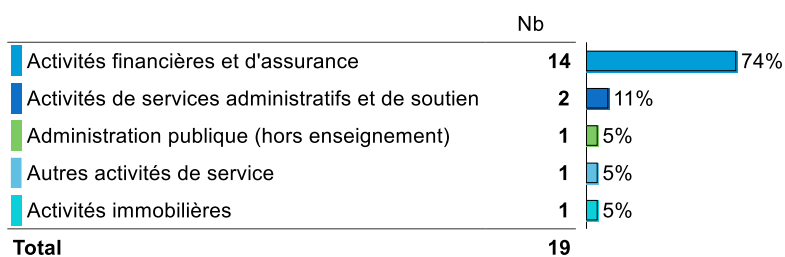 Nb
Activités financières et d'assurance 14 74%
Activités de services administratifs et de soutien 2 11%
Administration publique (hors enseignement) 1 5%
Autres activités de service 1 5%
Activités immobilières 1 5%
Total 19